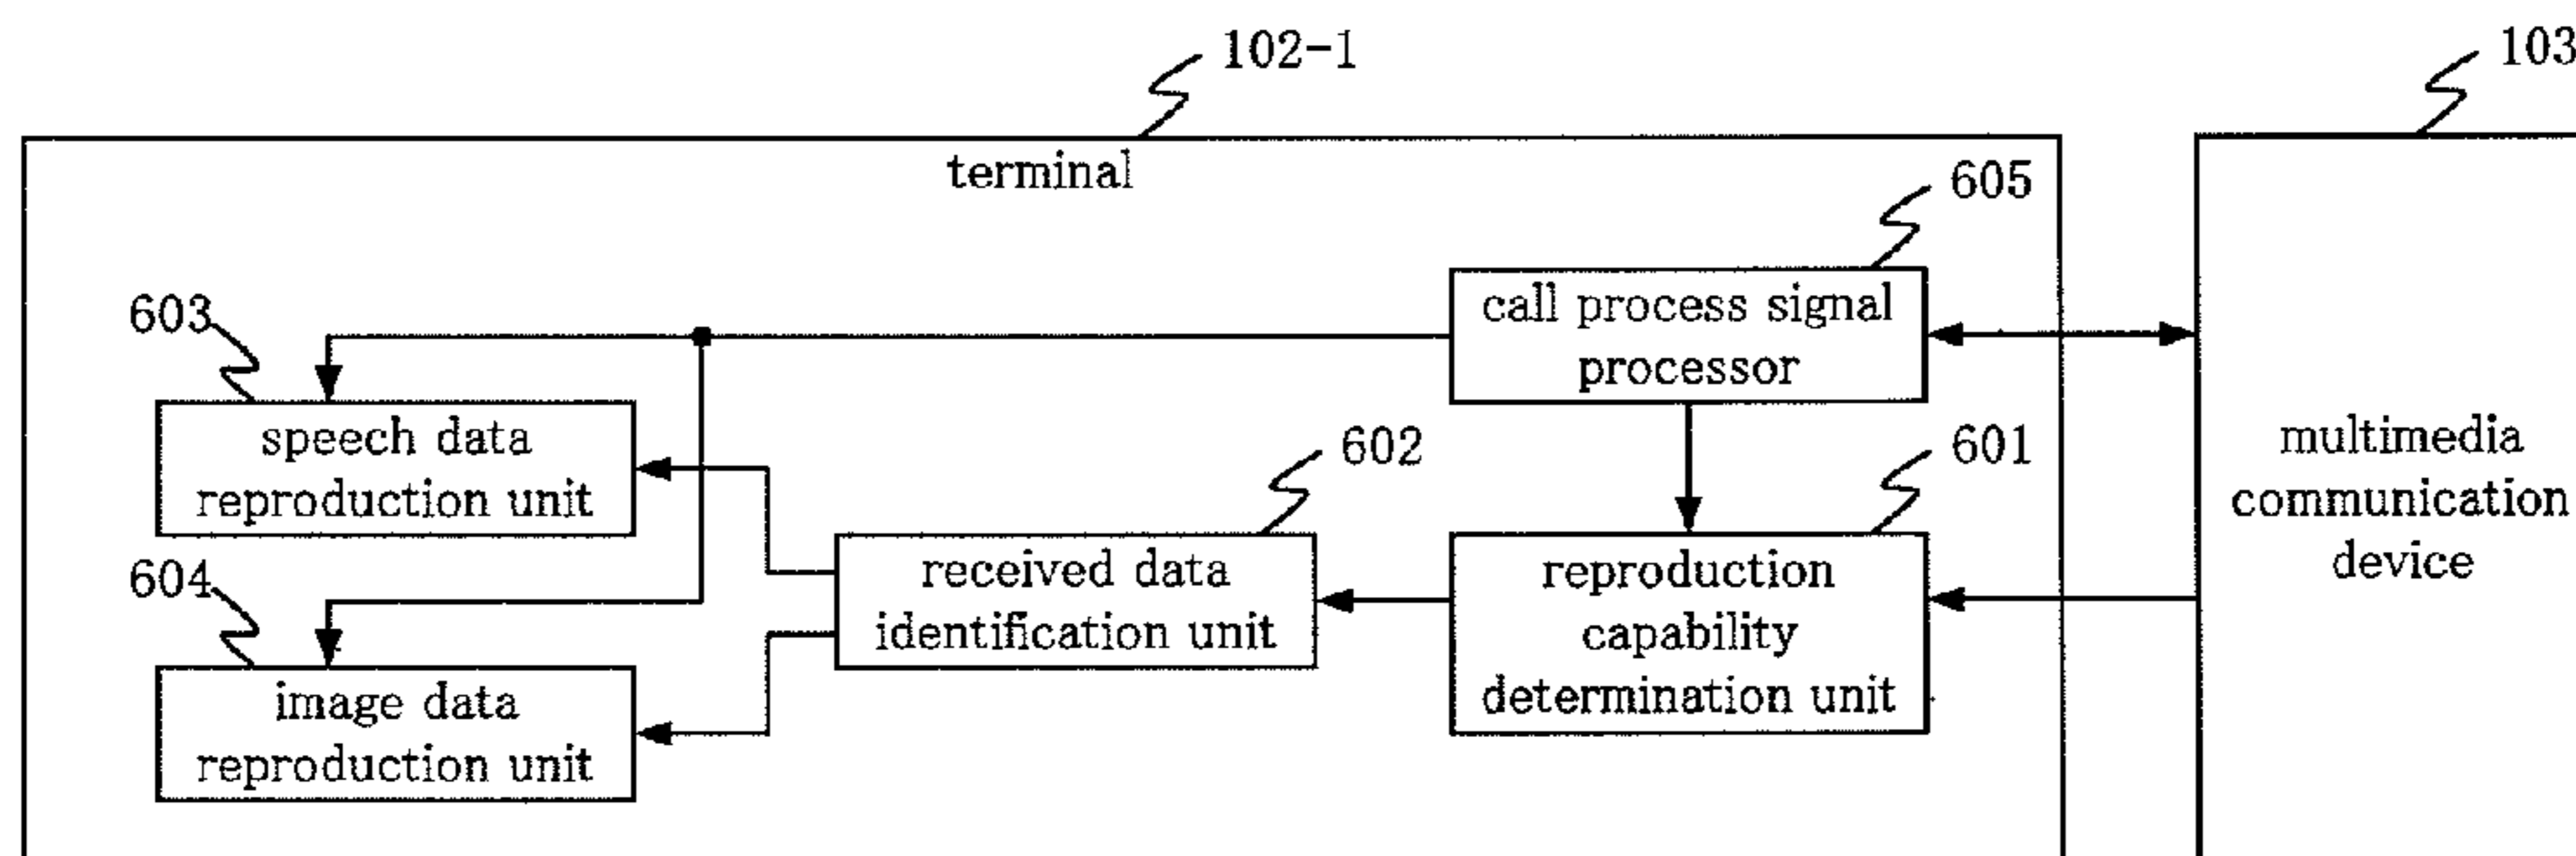 102-1
103
terminal
605
call process signal
processor
603
speech data
reproduction unit
602
601
multimedia
communication
device
604
received data
identification unit
reproduction
capability
determination unit
image data
reproduction unit